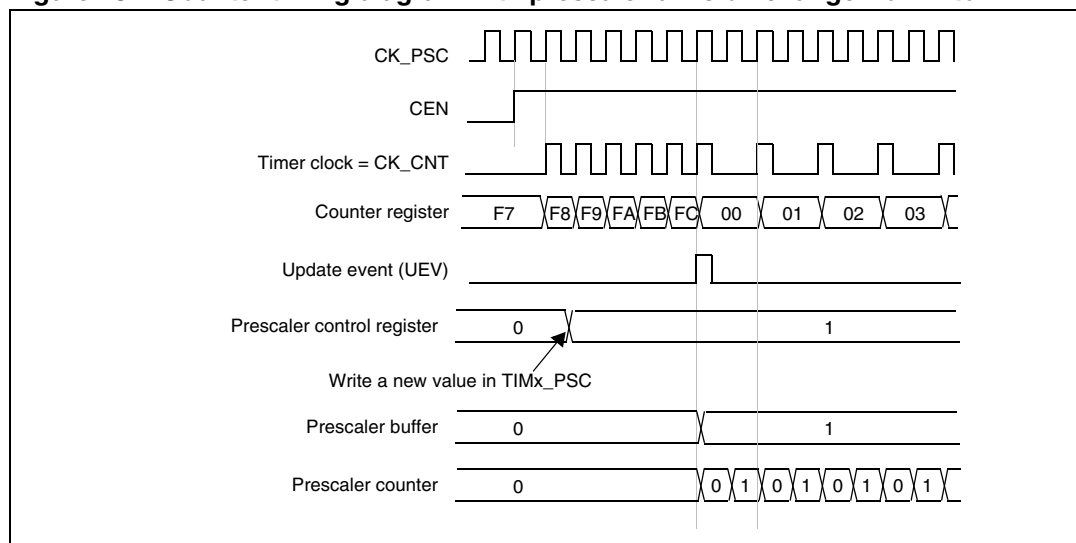 CK_PSC
CEN
Timer clock = CK_CNT
Counter register F7 F8 F9 FA FB FC 00 01 02 03
Update event (UEV)
Prescaler control register 0 1
Write a new value in TIMx_PSC
Prescaler buffer 0 1
Prescaler counter 0 0 1 0 1 0 1 0 1